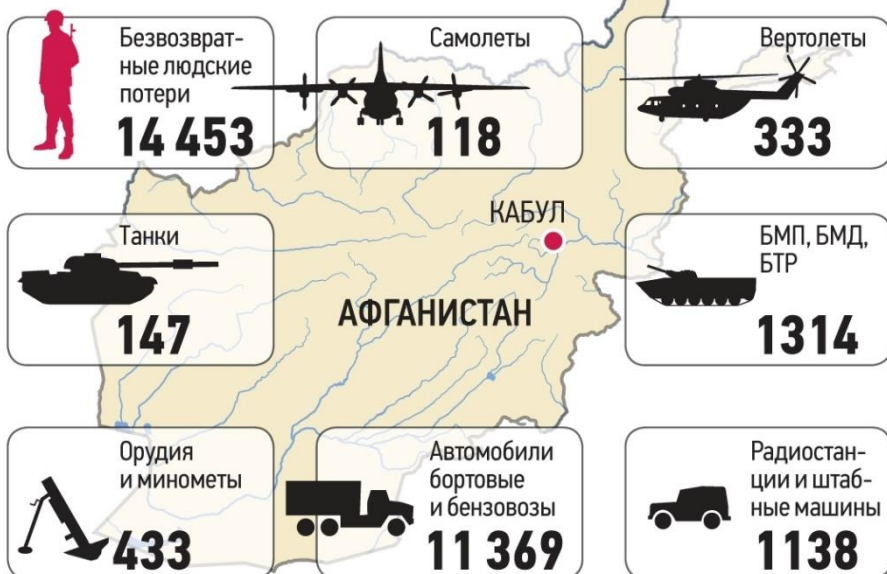 Безвозврат-
ные людские
потери
14 453
Самолеты
118
Вертолеты
333
Танки
147
КАБУЛ
АФГАНИСТАН
БМП, БМД,
БТР
1314
Орудия
и минометы
433
Автомобили
бортовые
и бензовозы
11 369
Радиостан-
ции и штаб-
ные машины
1138